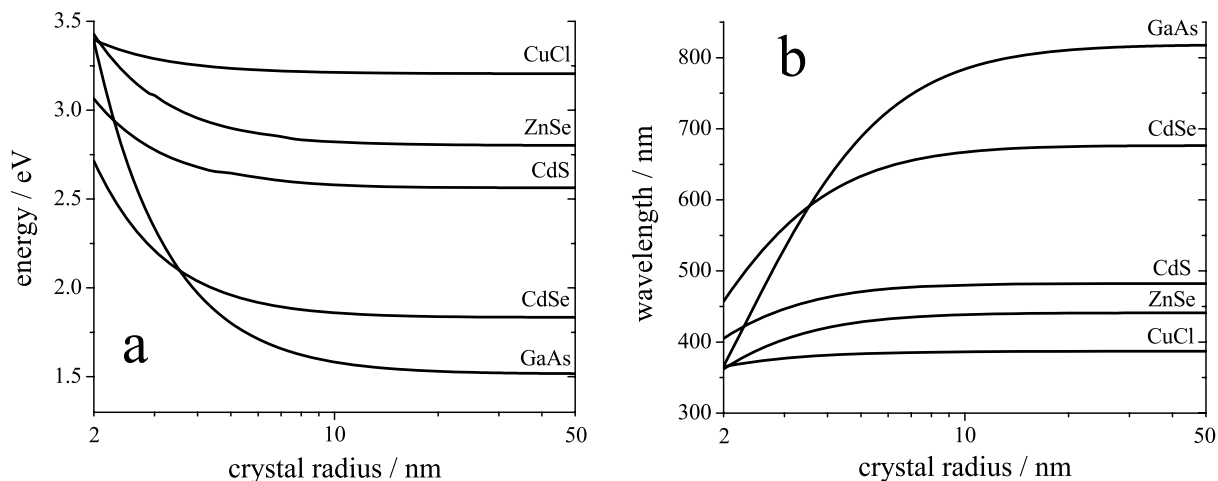 3.5
3.0
2.5
2.0
1.5
energy / eV
CuCl
ZnSe
CdS
CdSe
GaAs
a
2
10
50
crystal radius / nm
800
700
600
500
400
300
wavelength / nm
b
GaAs
CdSe
CdS
ZnSe
CuCl
2
10
50
crystal radius / nm